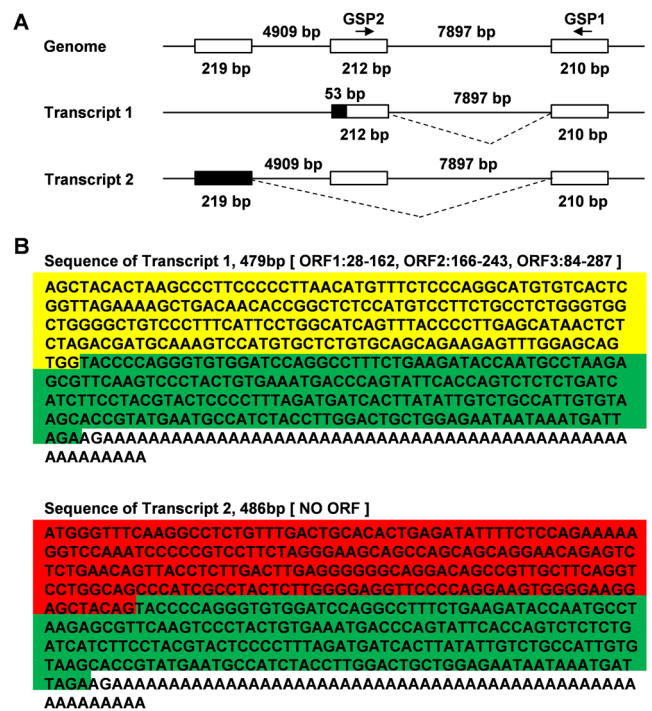 A
GSP2
GSP1
4909 bp
7897 bp
Genome
219 bp
212 bp
210 bp
53 bp
7897 bp
Transcript 1
212 bp
210 bp
4909 bp
7897 bp
Transcript 2
219 bp
210 bp
B
Sequence of Transcript 1, 479bp [ ORF1:28-162, ORF2:166-243, ORF3:84-287 ]
AGCTACACTAAGCCCTTCCCCCTTAACATGTTTCTCCCAGGCATGTGTCACTC
GGTTAGAAAAGCTGACAACACCGGCTCTCCATGTCCTTCTGCCTCTGGGTGG
CTGGGGCTGTCCCTTTCATTCCTGGCATCAGTTTACCCCTTGAGCATAACTCT
CTAGACGATGCAAAGTCCATGTGCTCTGTGCAGCAGAAGAGTTTGGAGCAG
TGGTACCCCAGGGTGTGGATCCAGGCCTTTCTGAAGATACCAATGCCTAAGA
GCGTTCAAGTCCCTACTGTGAAATGACCCAGTATTCACCAGTCTCTCTGATC
ATCTTCCTACGTACTCCCCTTTAGATGATCACTTATATTGTCTGCCATTGTGTA
AGCACCGTATGAATGCCATCTACCTTGGACTGCTGGAGAATAATAAATGATT
AGAAGAAAAAAAAAAAAAAAAAAAAAAAAAAAAAAAAAAAAAAAAAAAAA
AAAAAAAAA
Sequence of Transcript 2, 486bp [ NO ORF ]
ATGGGTTTCAAGGCCTCTGTTTGACTGCACACTGAGATATTTTCTCCAGAAAAA
GGTCCAAATCCCCCGTCCTTCTAGGGAAGCAGCCAGCAGCAGGAACAGAGTC
TCTGAACAGTTACCTCTTGACTTGAGGGGGGCAGGACAGCCGTTGCTTCAGGT
CCTGGCAGCCCATCGCCTACTCTTGGGGAGGTTCCCCAGGAAGTGGGGAAGG
AGCTACAGTACCCCAGGGTGTGGATCCAGGCCTTTCTGAAGATACCAATGCCT
AAGAGCGTTCAAGTCCCTACTGTGAAATGACCCAGTATTCACCAGTCTCTCTG
ATCATCTTCCTACGTACTCCCCTTTAGATGATCACTTATATTGTCTGCCATTGTG
TAAGCACCGTATGAATGCCATCTACCTTGGACTGCTGGAGAATAATAAATGAT
TAGAAGAAAAAAAAAAAAAAAAAAAAAAAAAAAAAAAAAAAAAAAAAAAAAA
AAAAAAAAA